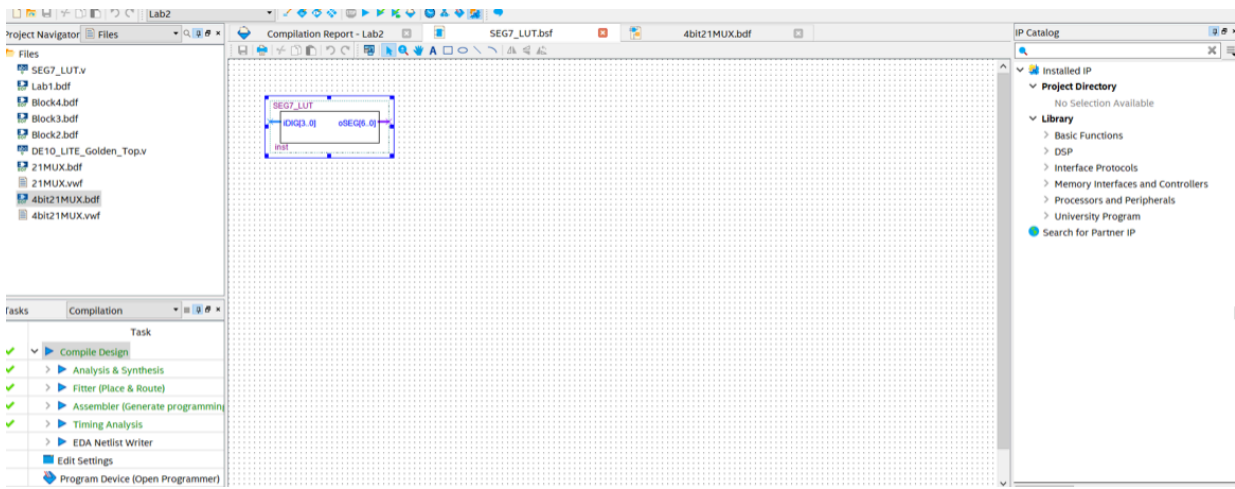 Lab2
Project Navigator Files
Compilation Report - Lab2
SEG7_LUT.bsf
4bit21MUX.bdf
IP Catalog
Files
SEG7_LUT.v
Lab1.bdf
Block4.bdf
Block3.bdf
Block2.bdf
DE10_LITE_Golden_Top.v
21MUX.bdf
21MUX.vwf
4bit21MUX.bdf
4bit21MUX.vwf
A
SEG7_LUT
iDIG[3..0] oSEG[6..0]
inst
Installed IP
Project Directory
No Selection Available
Library
Basic Functions
DSP
Interface Protocols
Memory Interfaces and Controllers
Processors and Peripherals
University Program
Search for Partner IP
Tasks Compilation
Task
Compile Design
Analysis & Synthesis
Fitter (Place & Route)
Assembler (Generate programming
Timing Analysis
EDA Netlist Writer
Edit Settings
Program Device (Open Programmer)